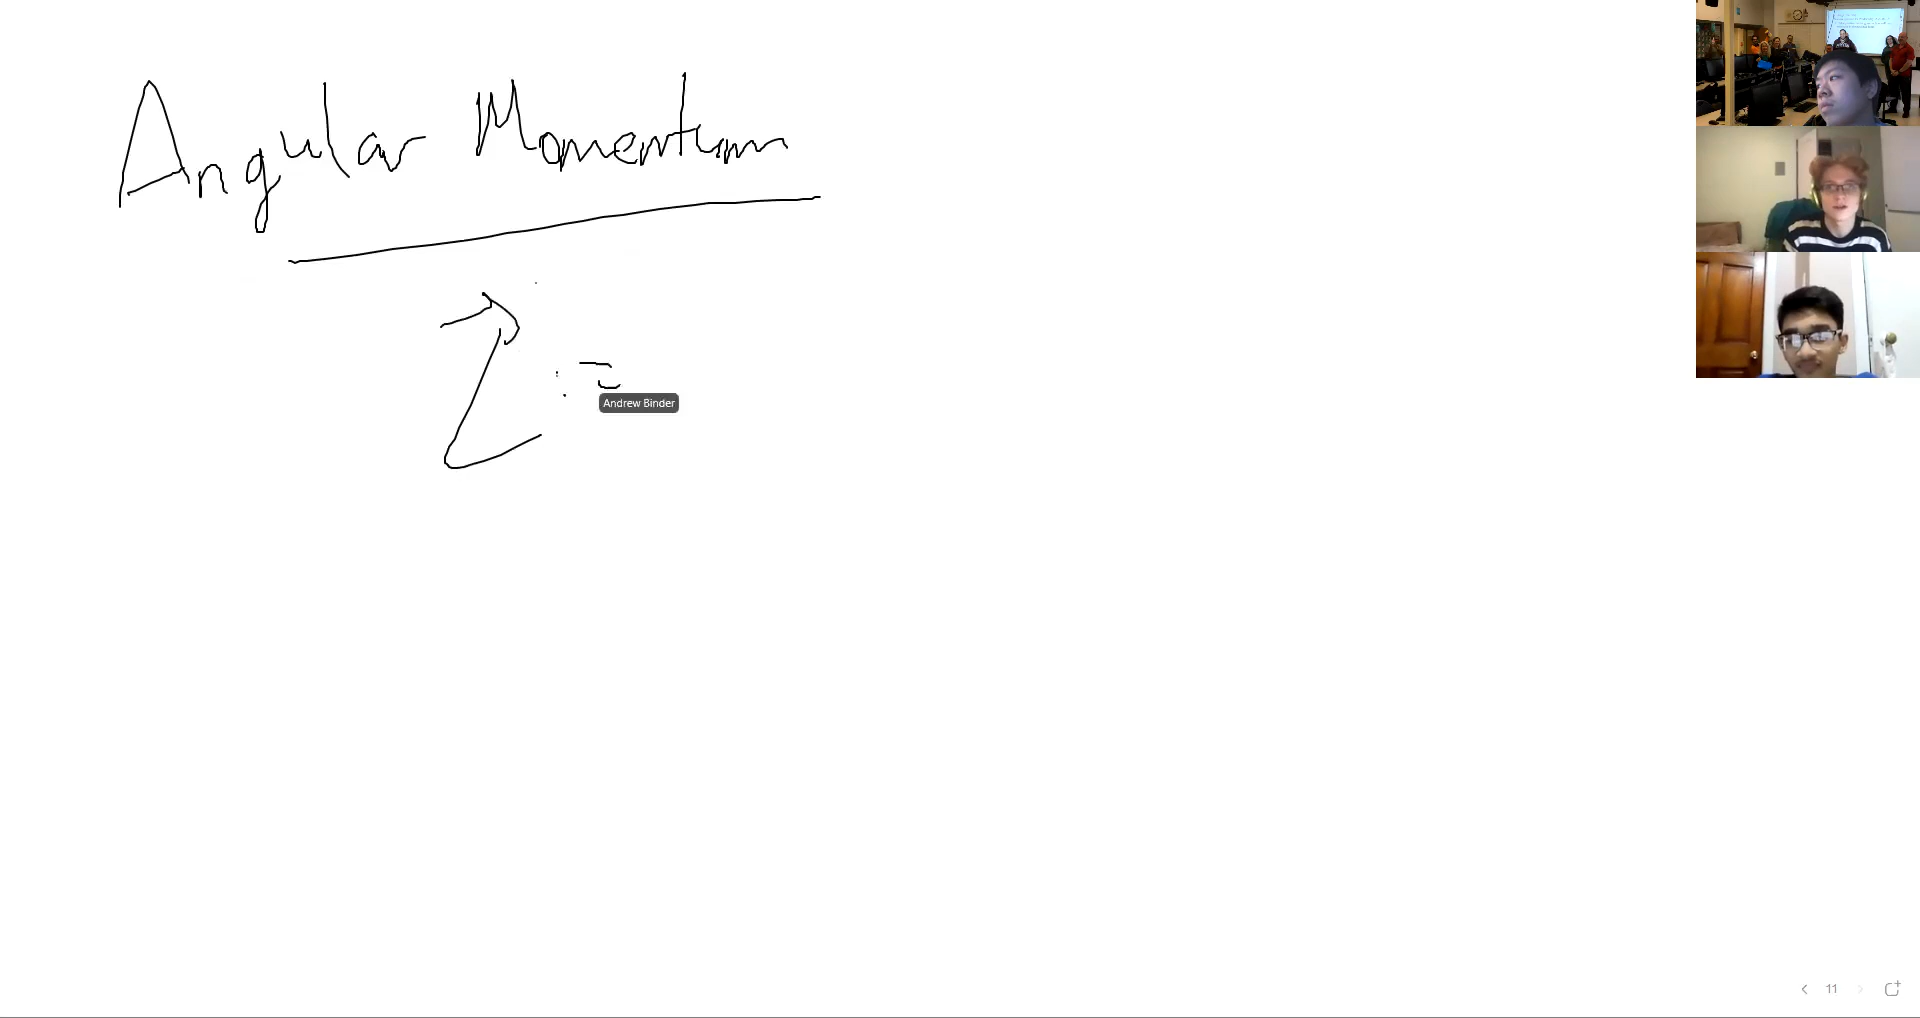 Angular Momentum
L⃗ :=
Andrew Binder
11